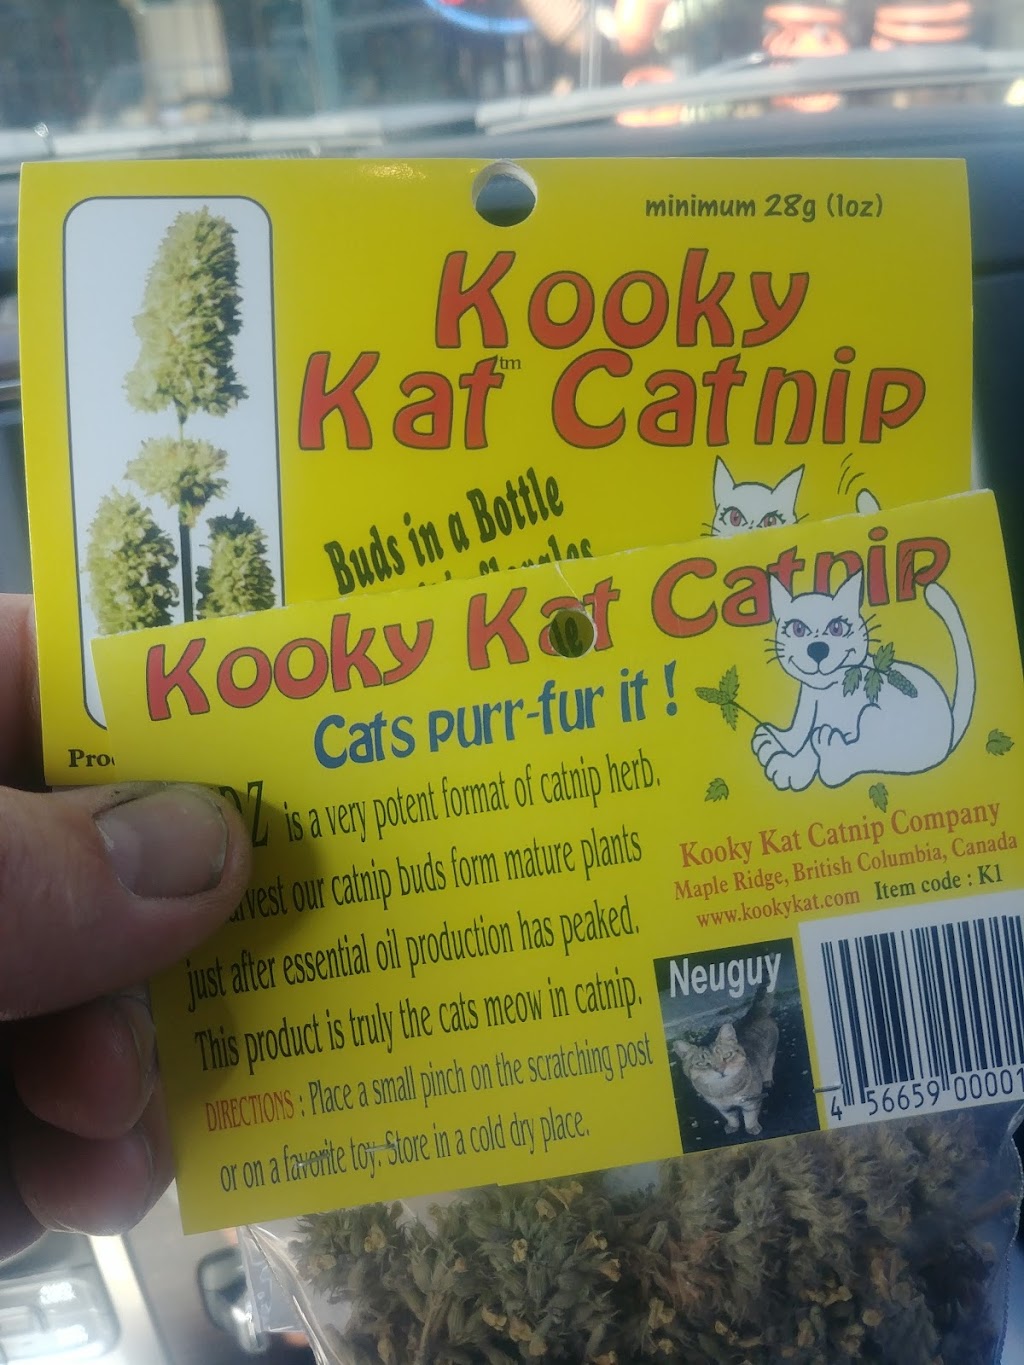 minimum 28g (1oz)
Kooky
Kat™ Catnip
Buds in a Bottle
Kooky Kat Catnip
Cats purr-fur it !
is a very potent format of catnip herb.
our catnip buds form mature plants
just after essential oil production has peaked.
This product is truly the cats meow in catnip.
DIRECTIONS : Place a small pinch on the scratching post
or on a favorite toy. Store in a cold dry place.
Kooky Kat Catnip Company
Maple Ridge, British Columbia, Canada
www.kookykat.com Item code : K1
Neuguy
4 56659 00001